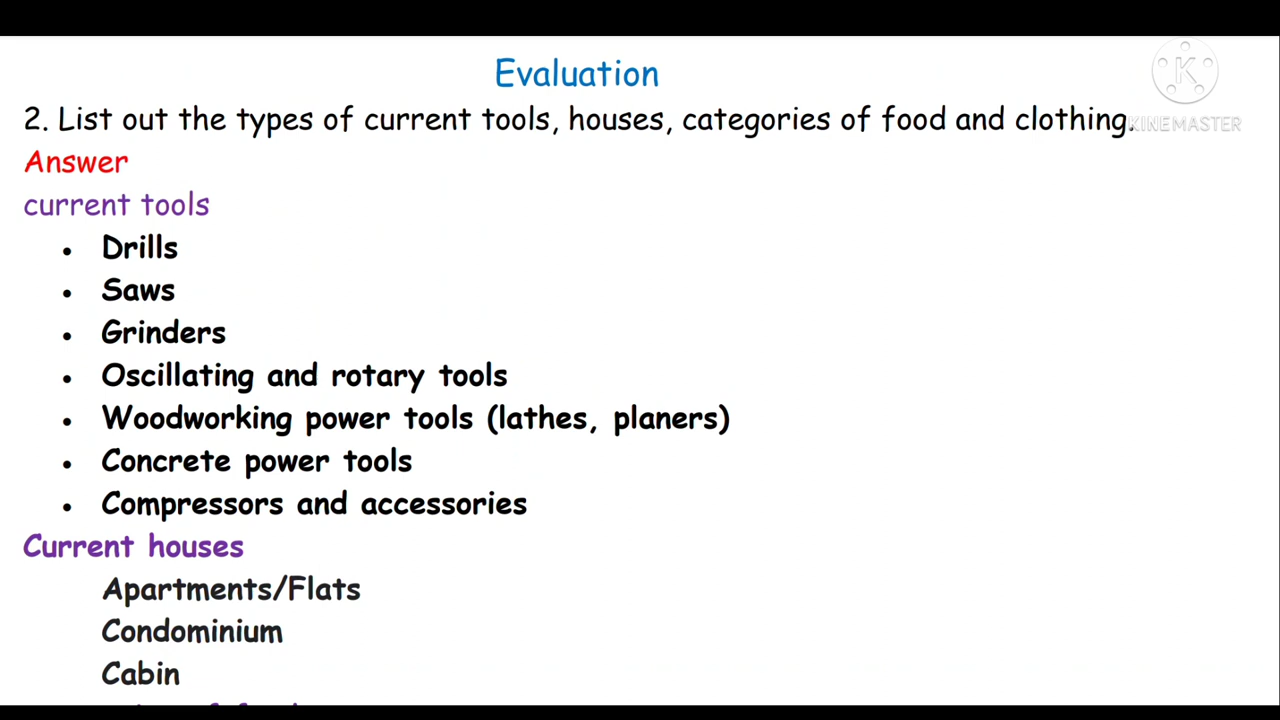 Evaluation
2. List out the types of current tools, houses, categories of food and clothing.
KINEMASTER
Answer
current tools
• Drills
• Saws
• Grinders
• Oscillating and rotary tools
• Woodworking power tools (lathes, planers)
• Concrete power tools
• Compressors and accessories
Current houses
Apartments/Flats
Condominium
Cabin